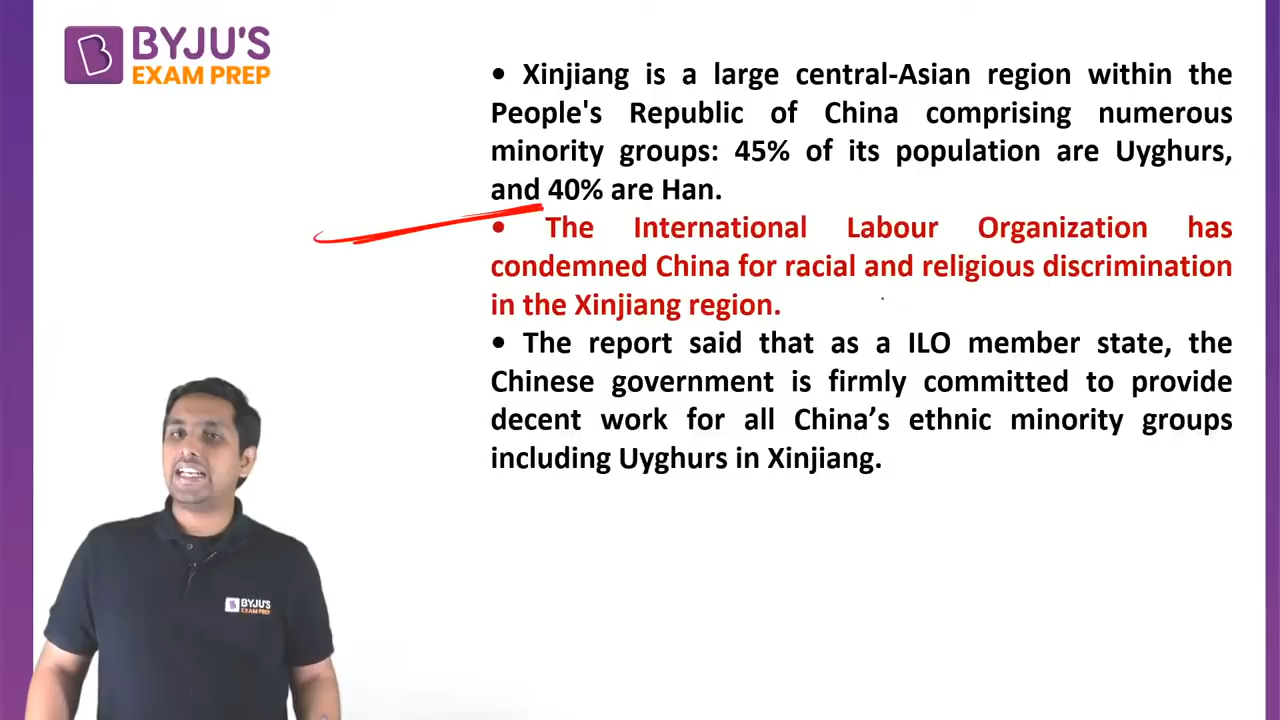 BYJU'S
EXAM PREP
• Xinjiang is a large central-Asian region within the
People's Republic of China comprising numerous
minority groups: 45% of its population are Uyghurs,
and 40% are Han.
• The International Labour Organization has
condemned China for racial and religious discrimination
in the Xinjiang region.
• The report said that as a ILO member state, the
Chinese government is firmly committed to provide
decent work for all China’s ethnic minority groups
including Uyghurs in Xinjiang.
BYJU'S
EXAM PREP